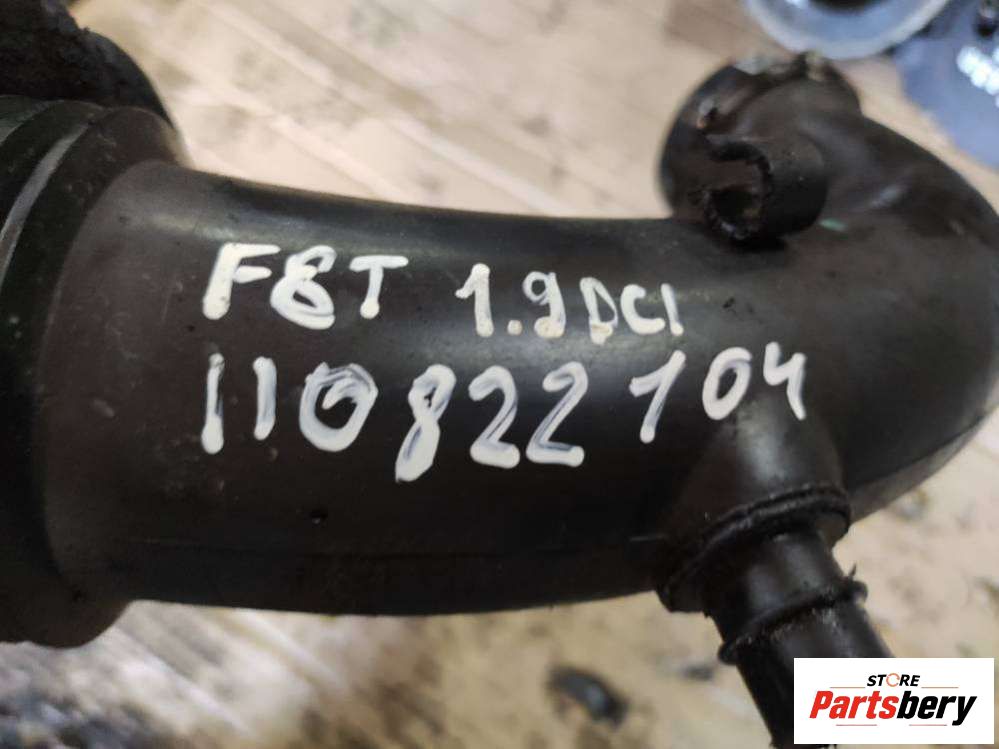 F8T 1.9DCI
110822104
STORE
Partsbery